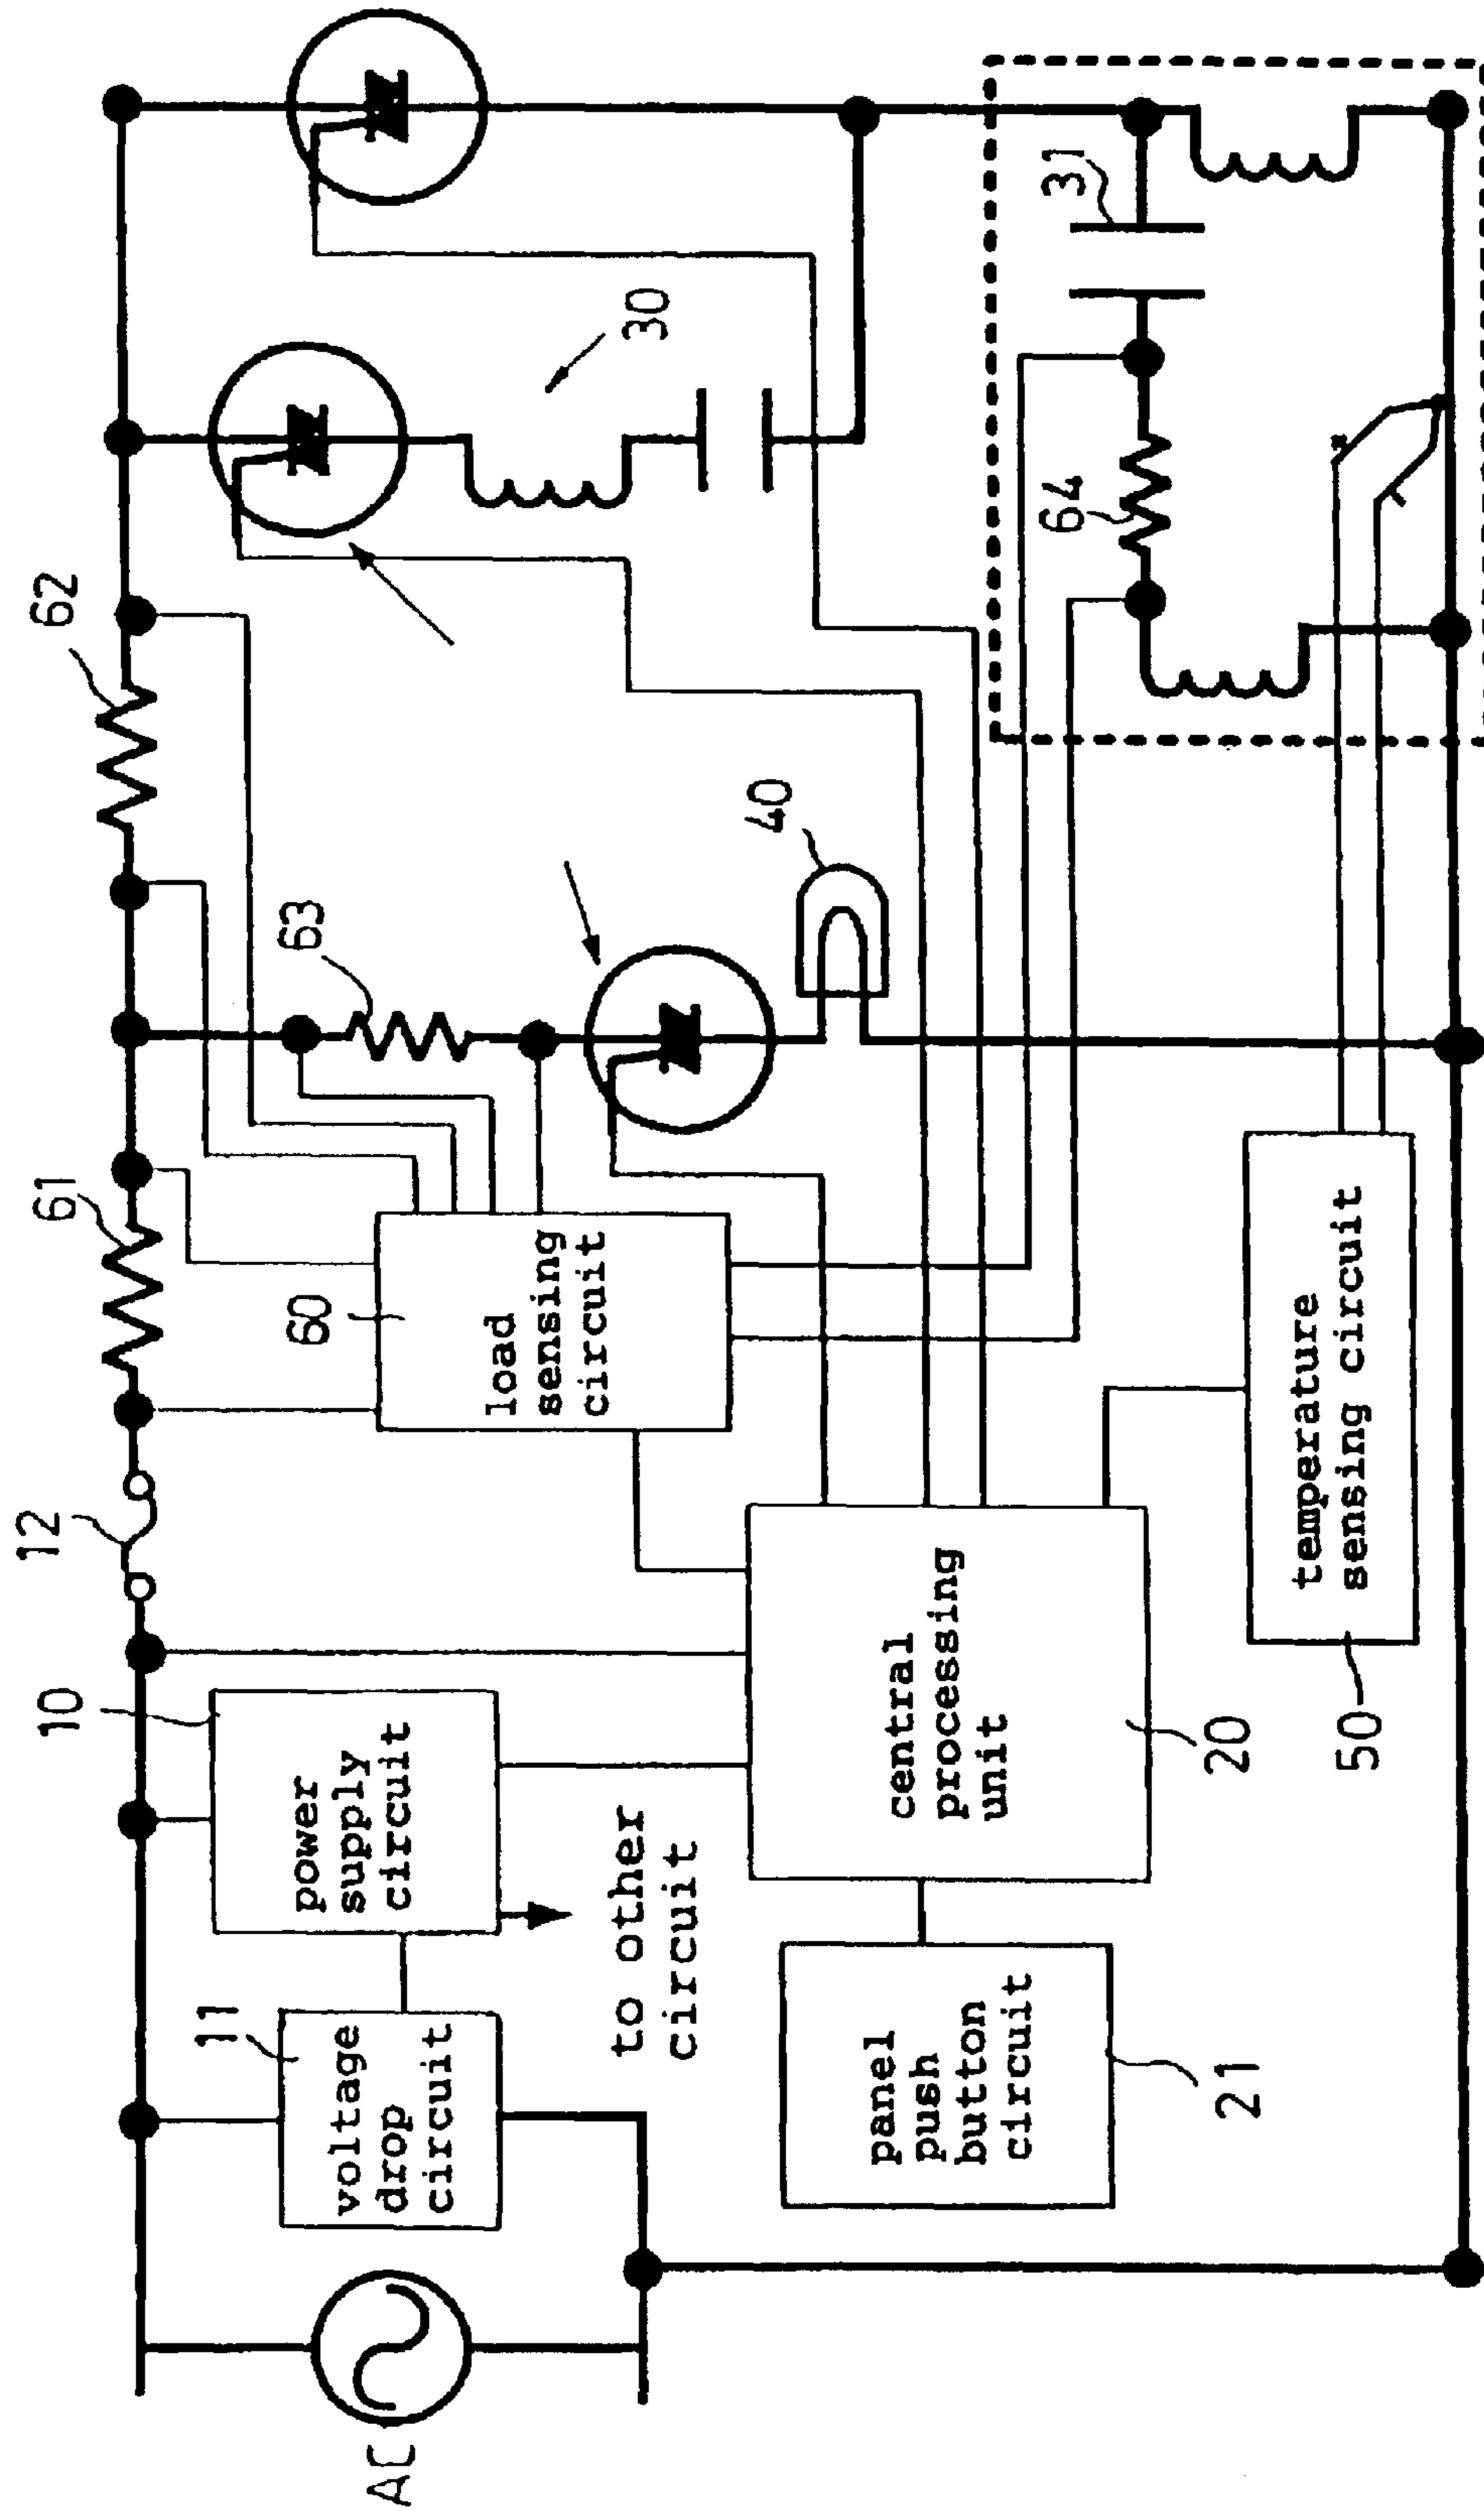 AC
11
voltage
drop
circuit
10
power
supply
circuit
to other
circuit
12
61
62
60
load
sensing
circuit
63
30
40
panel
push
button
circuit
21
central
processing
unit
20
64
31
temperature
sensing circuit
50